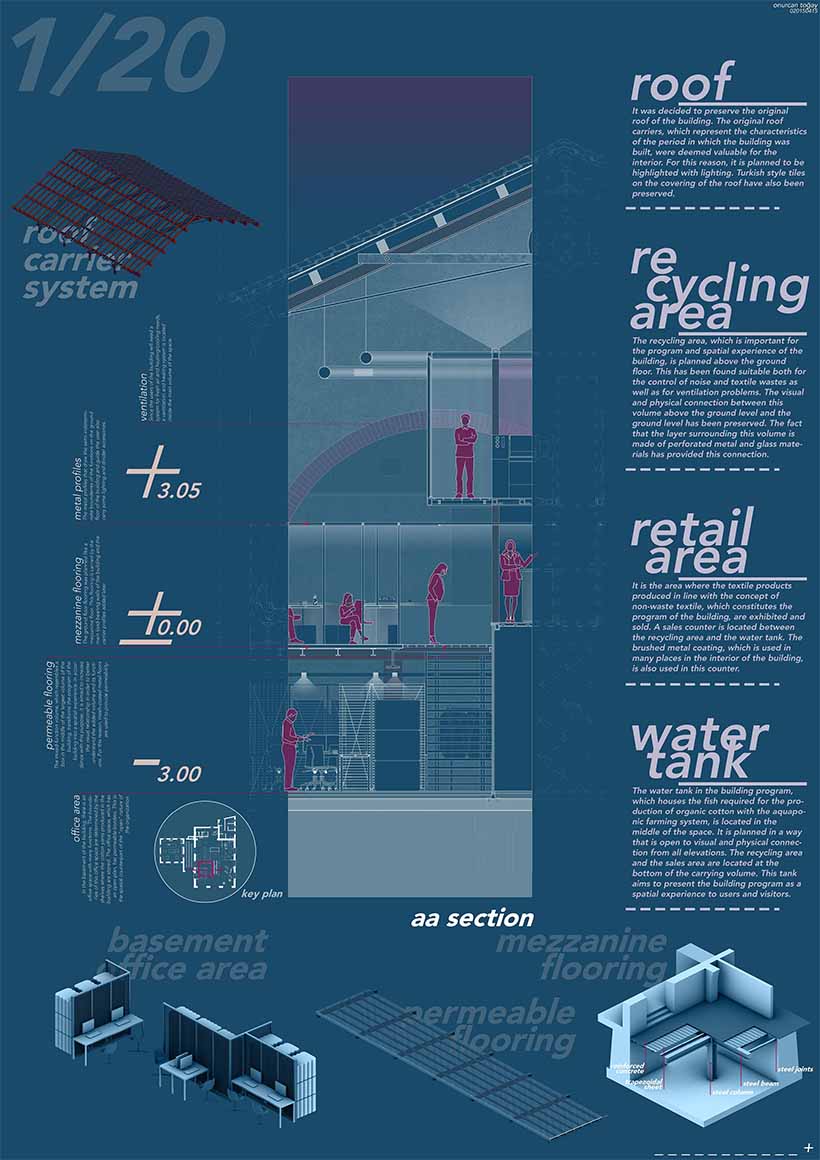 onurcan toğay
020150415
1/20
roof
It was decided to preserve the original
roof of the building. The original roof
carriers, which represent the characteristics
of the period in which the building was
built, were deemed valuable for the
interior. For this reason, it is planned to be
highlighted with lighting. Turkish style tiles
on the covering of the roof have also been
preserved.
roof
carrier
system
re
cycling
area
The recycling area, which is important for
the program and spatial experience of the
building, is planned above the ground
floor. This has been found suitable both for
the control of noise and textile wastes as
well as for ventilation problems. The visual
and physical connection between this
volume above the ground level and the
ground level has been preserved. The fact
that the layer surrounding this volume is
made of perforated metal and glass mate-
rials has provided this connection.
ventilation
metal profiles
+3.05
retail
area
It is the area where the textile products
produced in line with the concept of
non-waste textile, which constitutes the
program of the building, are exhibited and
sold. A sales counter is located between
the recycling area and the water tank. The
brushed metal coating, which is used in
many places in the interior of the building,
is also used in this counter.
mezzanine flooring
±0.00
permeable flooring
-3.00
water
tank
The water tank in the building program,
which houses the fish required for the pro-
duction of organic cotton with the aquapo-
nic farming system, is located in the
middle of the space. It is planned in a way
that is open to visual and physical connec-
tion from all elevations. The recycling area
and the sales area are located at the
bottom of the carrying volume. This tank
aims to present the building program as a
spatial experience to users and visitors.
office area
key plan
aa section
basement
office area
mezzanine
flooring
permeable
flooring
reinforced
concrete
trapezoidal
sheet
steel column
steel beam
steel joints